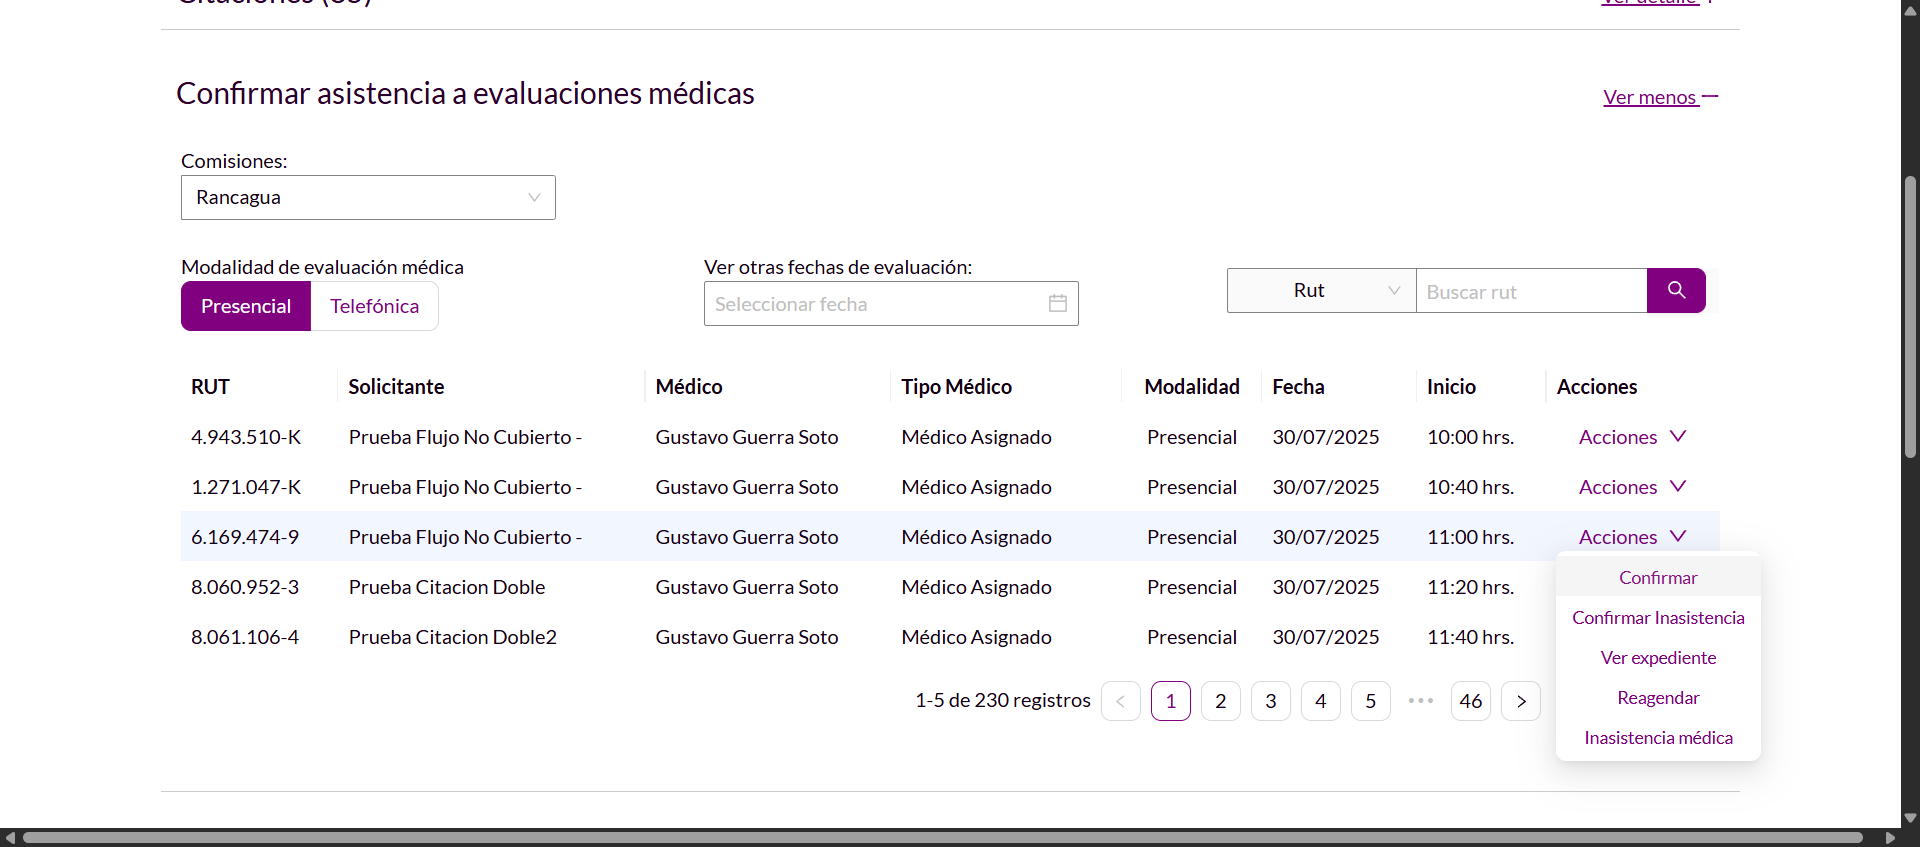 Citaciones (
Ver detalle +
Confirmar asistencia a evaluaciones médicas
Ver menos —
Comisiones:
Rancagua
Modalidad de evaluación médica
Ver otras fechas de evaluación:
Presencial Telefónica
Seleccionar fecha
Rut
Buscar rut
RUT Solicitante Médico Tipo Médico Modalidad Fecha Inicio Acciones
4.943.510-K Prueba Flujo No Cubierto - Gustavo Guerra Soto Médico Asignado Presencial 30/07/2025 10:00 hrs. Acciones
1.271.047-K Prueba Flujo No Cubierto - Gustavo Guerra Soto Médico Asignado Presencial 30/07/2025 10:40 hrs. Acciones
6.169.474-9 Prueba Flujo No Cubierto - Gustavo Guerra Soto Médico Asignado Presencial 30/07/2025 11:00 hrs. Acciones
8.060.952-3 Prueba Citacion Doble Gustavo Guerra Soto Médico Asignado Presencial 30/07/2025 11:20 hrs.
8.061.106-4 Prueba Citacion Doble2 Gustavo Guerra Soto Médico Asignado Presencial 30/07/2025 11:40 hrs.
Confirmar
Confirmar Inasistencia
Ver expediente
Reagendar
Inasistencia médica
1-5 de 230 registros < 1 2 3 4 5 ••• 46 >